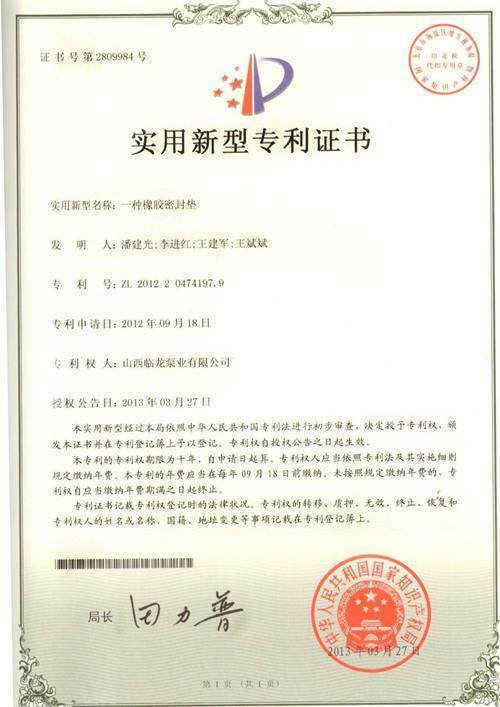 证书号第2809984号
印花税
代扣专用章
国家知识产权局
实用新型专利证书
实用新型名称：一种橡胶密封垫
发明人：潘建光;李进红;王建军;王斌斌
专利号：ZL 2012 2 0474197.9
专利申请日：2012年09月18日
专利权人：山西临龙泵业有限公司
授权公告日：2013年03月27日
本实用新型经过本局依照中华人民共和国专利法进行初步审查，决定授予专利权，颁
发本证书并在专利登记簿上予以登记。专利权自授权公告之日起生效。
本专利的专利权期限为十年，自申请日起算。专利权人应当依照专利法及其实施细则
规定缴纳年费。本专利的年费应当在每年09月18日前缴纳。未按照规定缴纳年费的，专
利权自应当缴纳年费期满之日起终止。
专利证书记载专利权登记时的法律状况。专利权的转移、质押、无效、终止、恢复和
专利权人的姓名或名称、国籍、地址变更等事项记载在专利登记簿上。
局长
田力普
中华人民共和国国家知识产权局
2013年03月27日
第1页（共1页）